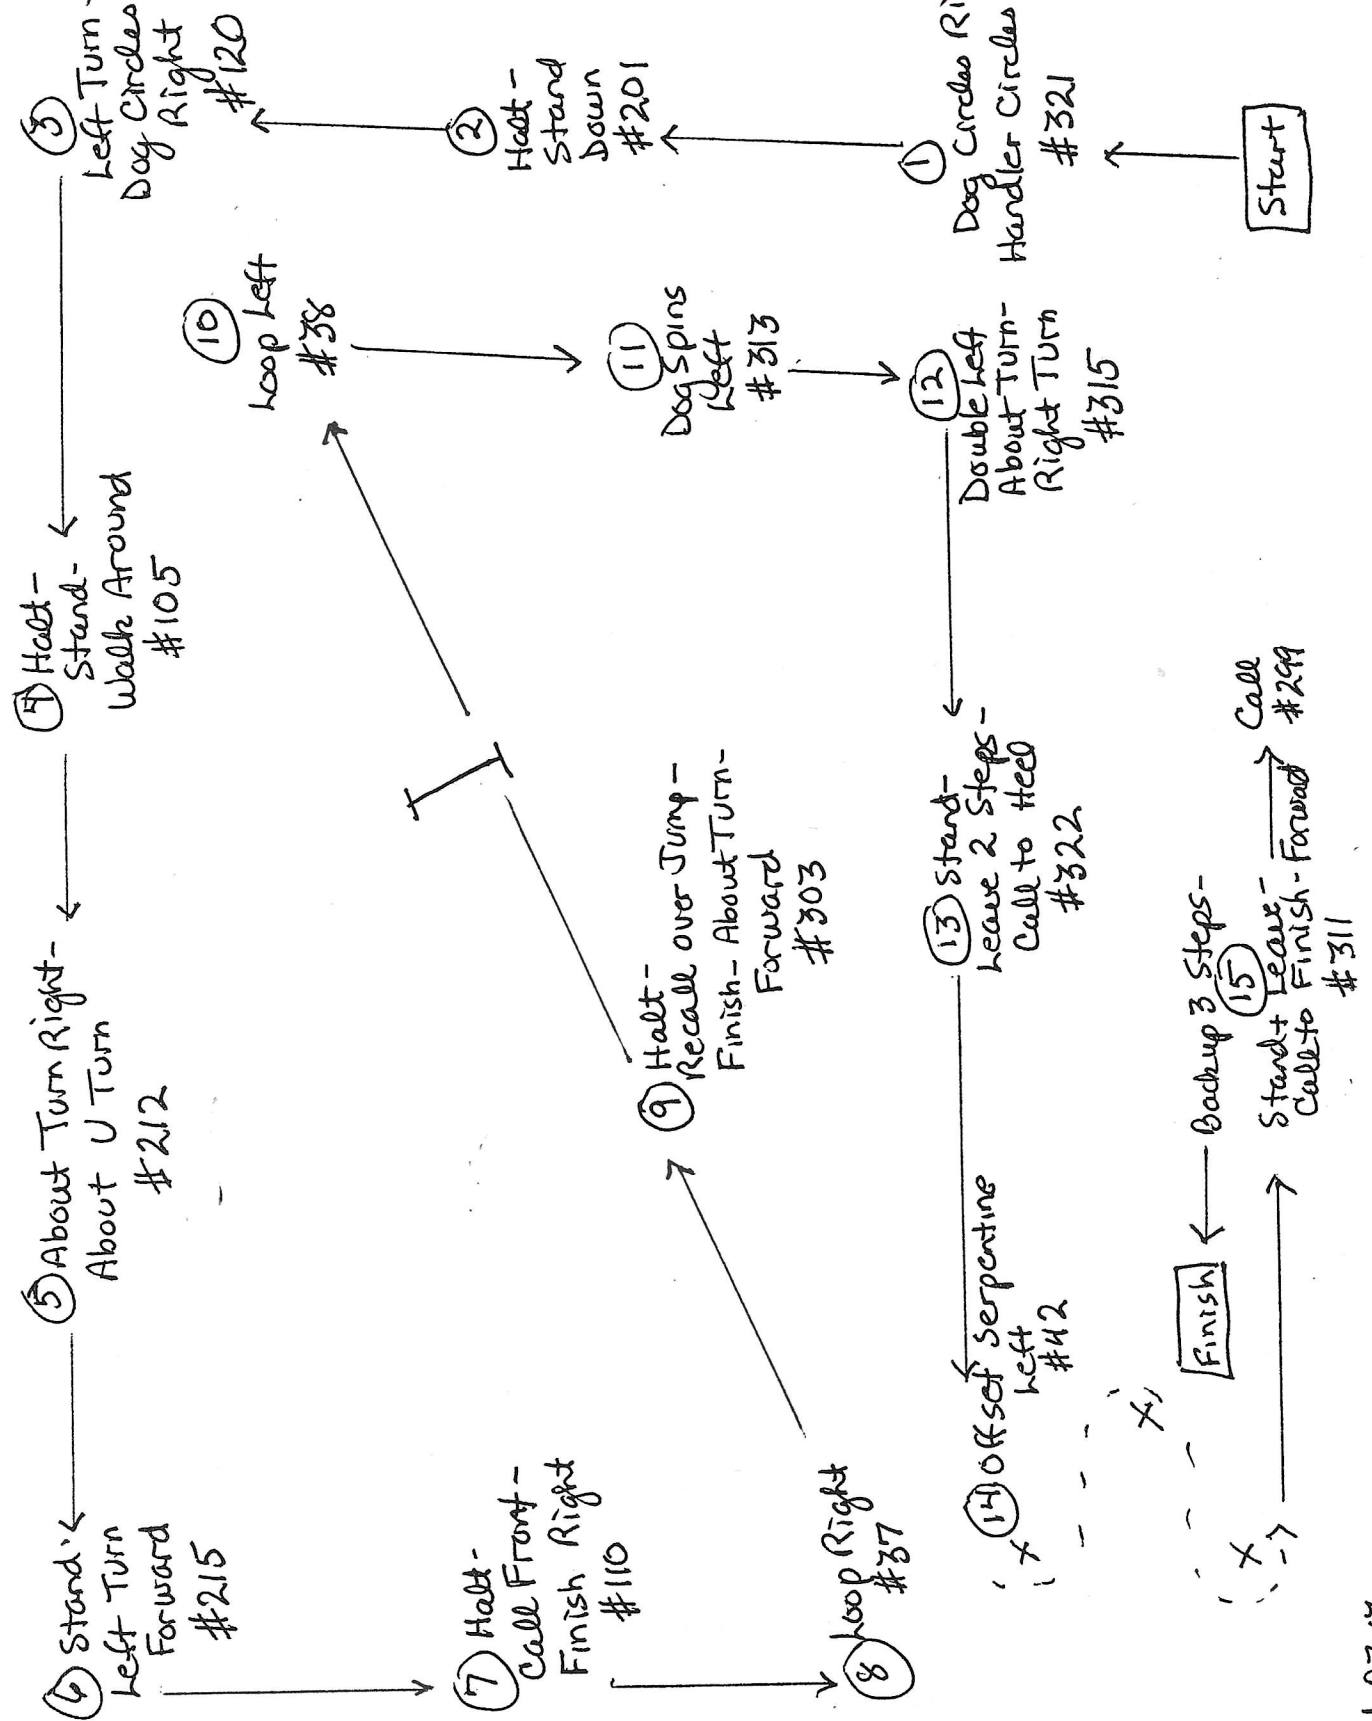 Start
①
Dog Circles
Handler Circles
#321
②
Halt-
Stand
Down
#201
③
Left Turn-
Dog Circles
Right
#120
④ Halt-
Stand-
Walk Around
#105
⑤ About Turn Right-
About U Turn
#212
⑥ Stand-
Left Turn
Forward
#215
⑦ Halt-
Call Front-
Finish Right
#110
⑧ Loop Right
#37
⑨ Halt-
Recall over Jump-
Finish-About Turn-
Forward
#303
⑩
Loop Left
#38
⑪
Dog Spins
Left
#313
⑫
Double Left
About Turn-
Right Turn
#315
⑬ Stand-
Leave 2 Steps-
Call to Heel
#322
⑭ Offset Serpentine
Left
#42
X
X
X
Backup 3 Steps-
⑮
Stand + Leave-
Call to Finish-Forward
#311
Call
#299
Finish